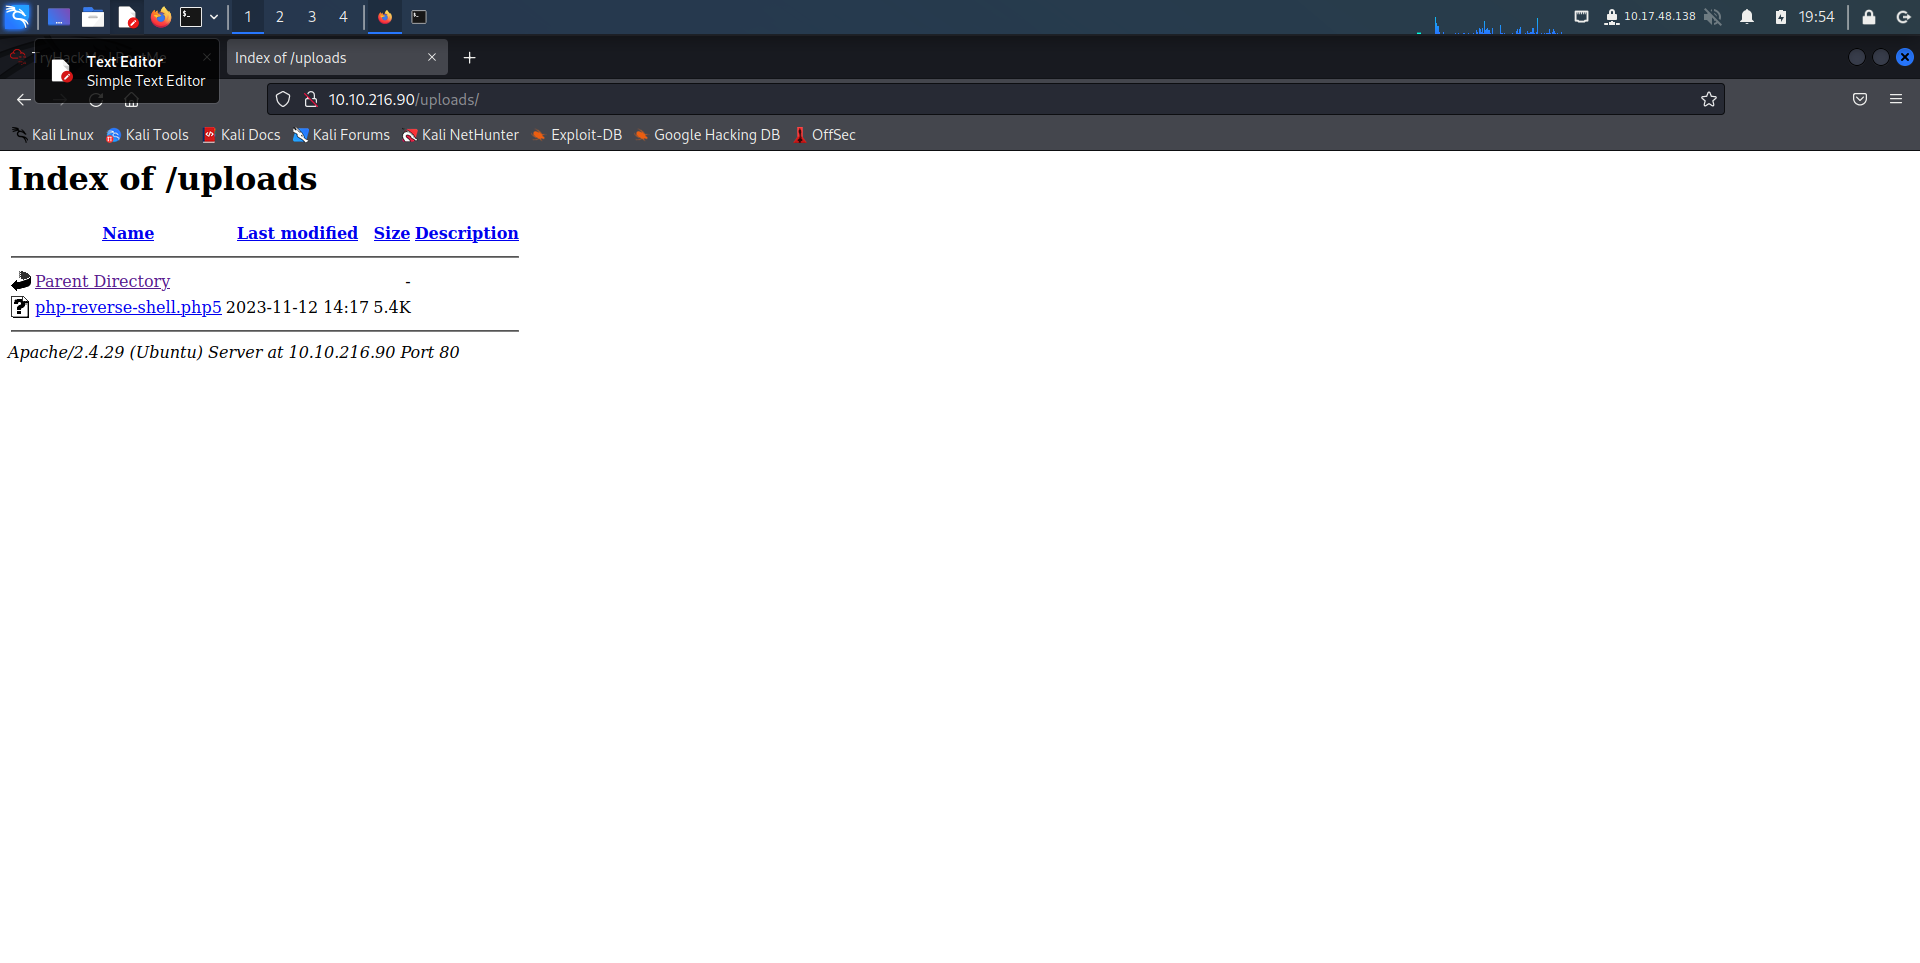 1 2 3 4 10.17.48.138 19:54
Index of /uploads
Text Editor
Simple Text Editor
10.10.216.90/uploads/
Kali Linux Kali Tools Kali Docs Kali Forums Kali NetHunter Exploit-DB Google Hacking DB OffSec
Index of /uploads
Name Last modified Size Description
Parent Directory -
php-reverse-shell.php5 2023-11-12 14:17 5.4K
Apache/2.4.29 (Ubuntu) Server at 10.10.216.90 Port 80